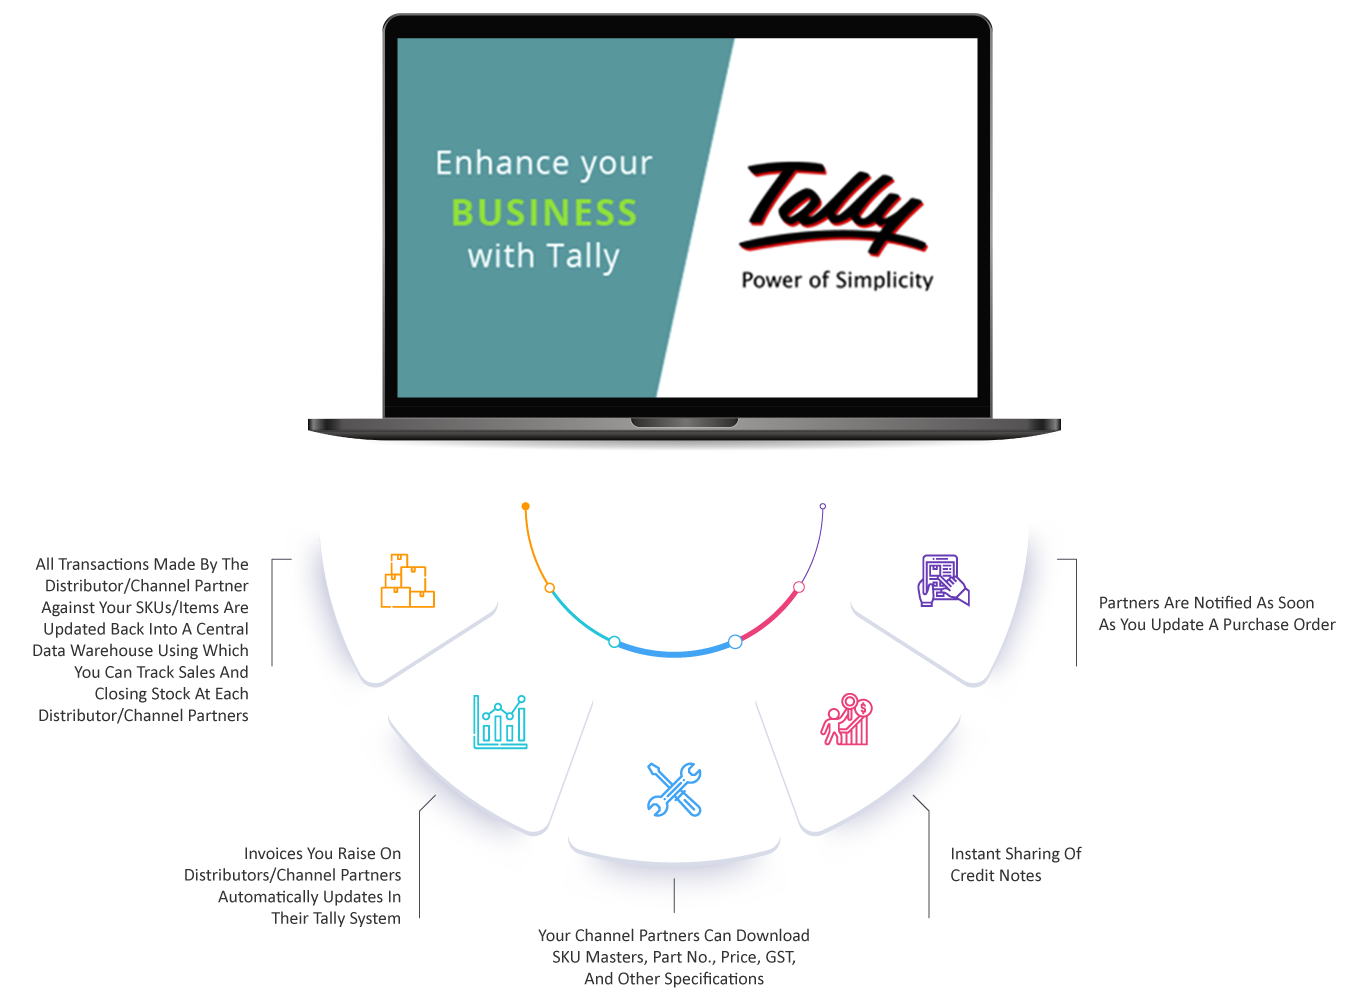 Enhance your
BUSINESS
with Tally
Tally
Power of Simplicity
All Transactions Made By The
Distributor/Channel Partner
Against Your SKUs/Items Are
Updated Back Into A Central
Data Warehouse Using Which
You Can Track Sales And
Closing Stock At Each
Distributor/Channel Partners
Invoices You Raise On
Distributors/Channel Partners
Automatically Updates In
Their Tally System
Your Channel Partners Can Download
SKU Masters, Part No., Price, GST,
And Other Specifications
$
Instant Sharing Of
Credit Notes
Partners Are Notified As Soon
As You Update A Purchase Order